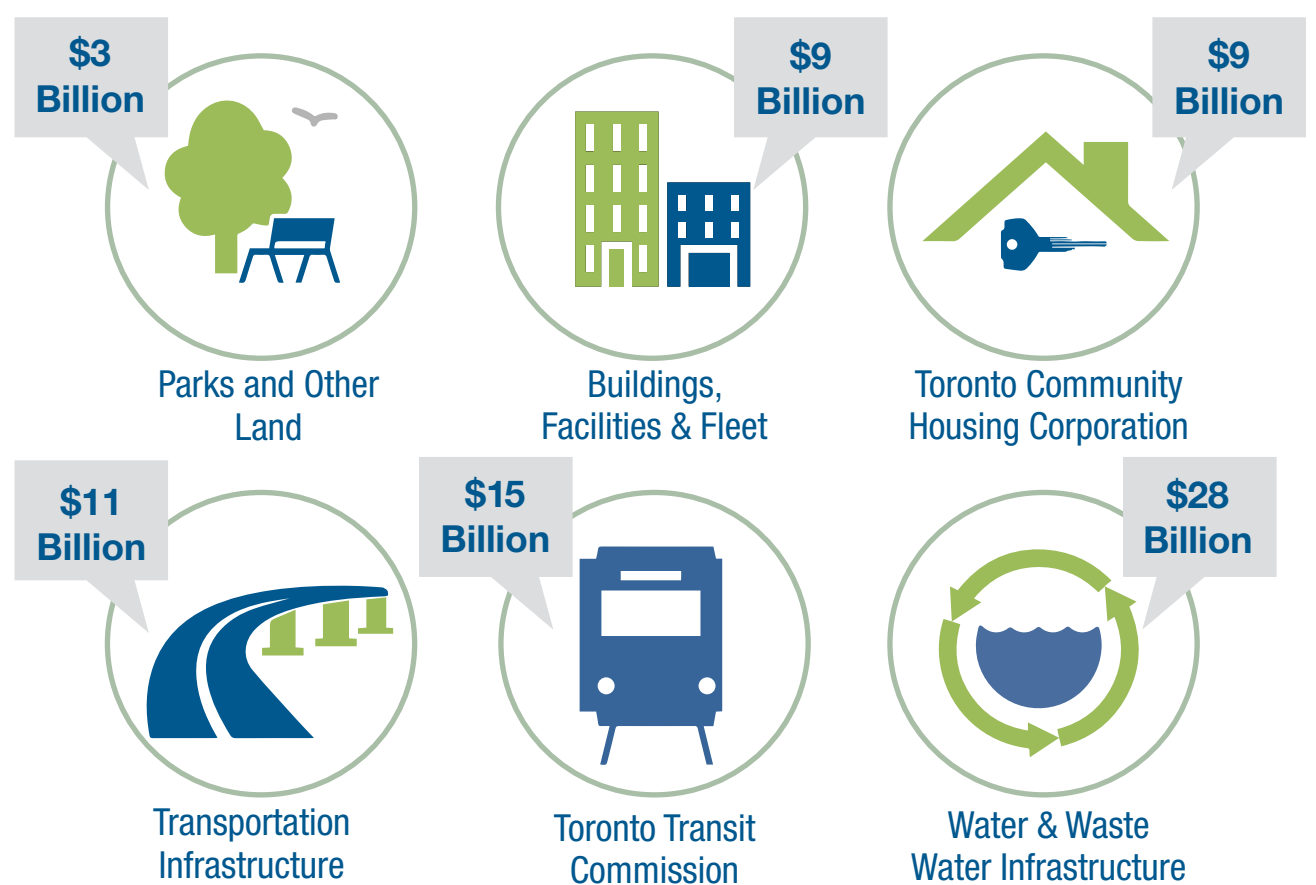 $3
Billion
Parks and Other
Land
$9
Billion
Buildings,
Facilities & Fleet
$9
Billion
Toronto Community
Housing Corporation
$11
Billion
Transportation
Infrastructure
$15
Billion
Toronto Transit
Commission
$28
Billion
Water & Waste
Water Infrastructure